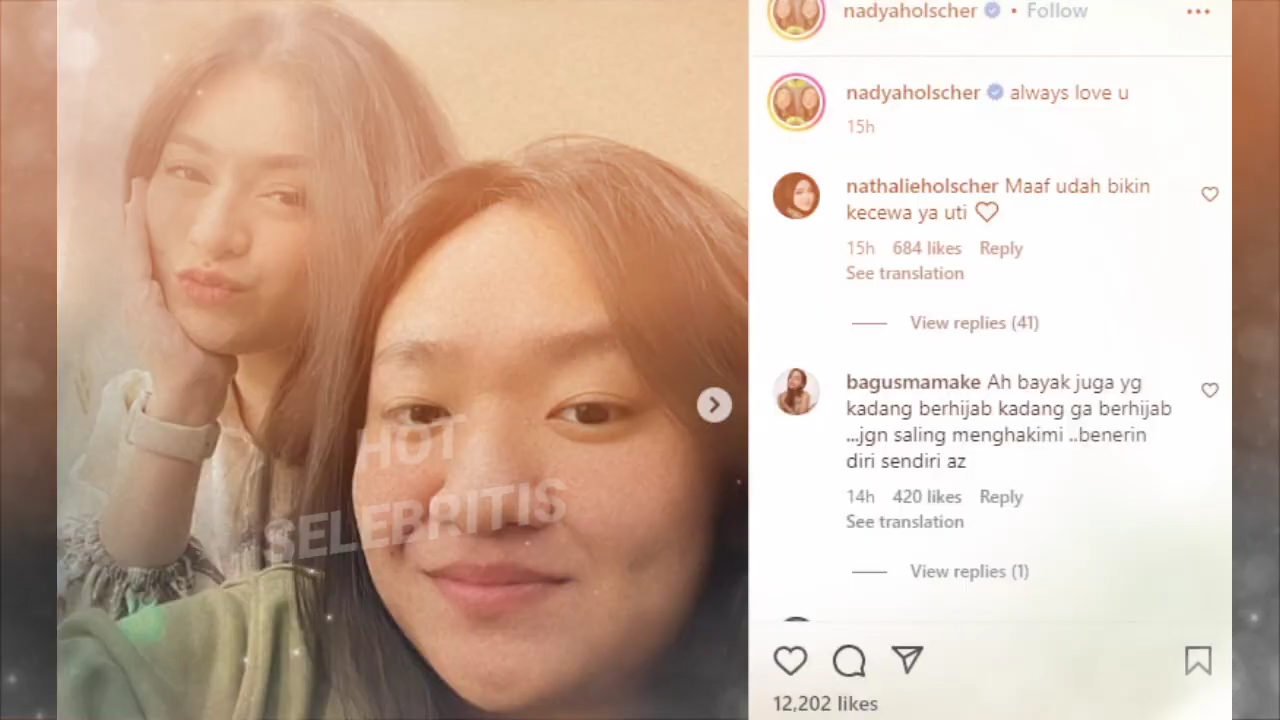 nadyaholscher • Follow
nadyaholscher always love u
15h
nathalieholscher Maaf udah bikin
kecewa ya uti
15h 684 likes Reply
See translation
View replies (41)
bagusmamake Ah bayak juga yg
kadang berhijab kadang ga berhijab
...jgn saling menghakimi ..benerin
diri sendiri az
14h 420 likes Reply
See translation
View replies (1)
12,202 likes
HOT
SELEBRITIS